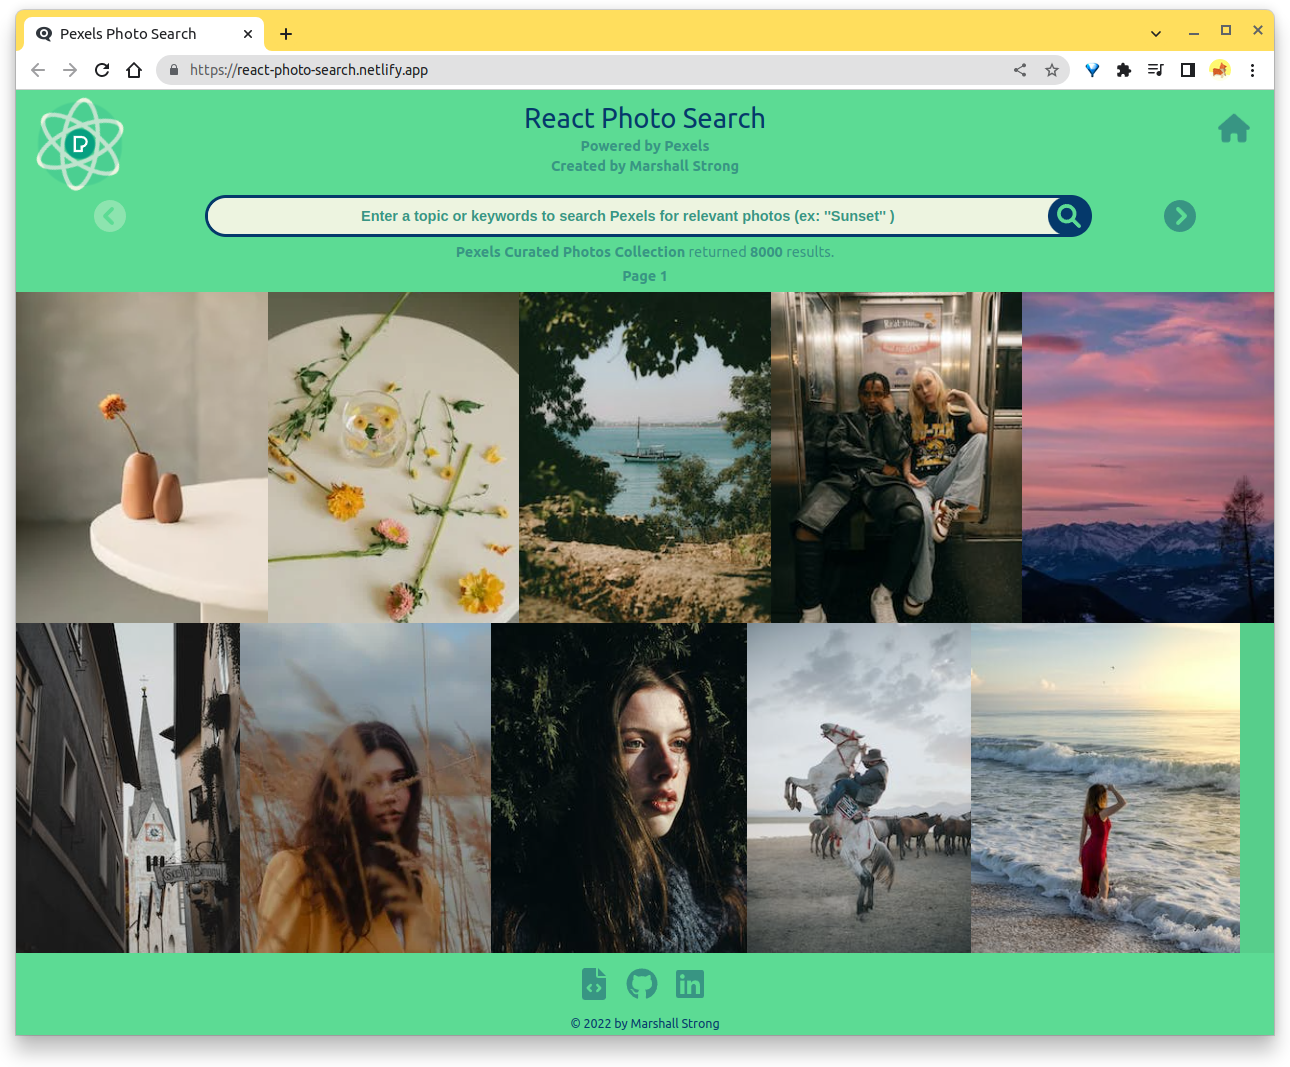 Pexels Photo Search
https://react-photo-search.netlify.app
React Photo Search
Powered by Pexels
Created by Marshall Strong
Enter a topic or keywords to search Pexels for relevant photos (ex: "Sunset" )
Pexels Curated Photos Collection returned 8000 results.
Page 1
© 2022 by Marshall Strong